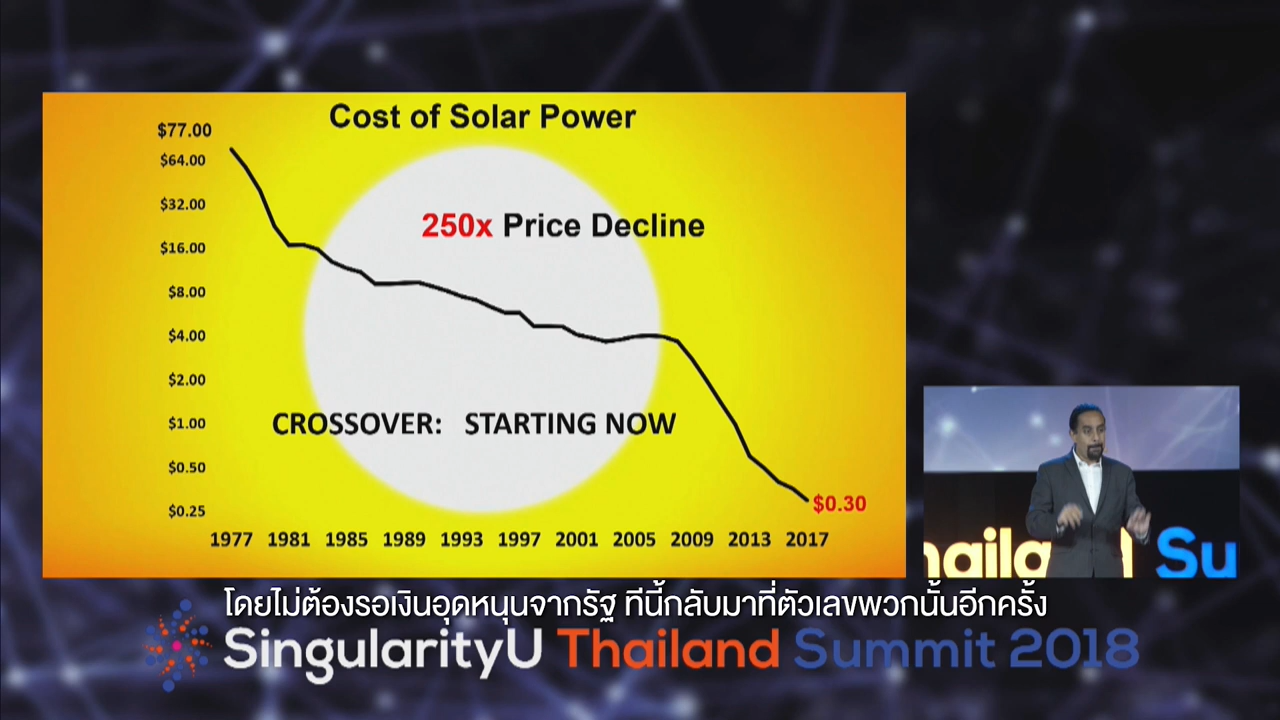 Cost of Solar Power
$77.00
$64.00
$32.00
$16.00
$8.00
$4.00
$2.00
$1.00
$0.50
$0.25
250x Price Decline
CROSSOVER: STARTING NOW
$0.30
1977 1981 1985 1989 1993 1997 2001 2005 2009 2013 2017
haila d Su
โดยไม่ต้องรอเงินอุดหนุนจากรัฐ ทีนี้กลับมาที่ตัวเลขพวกนั้นอีกครั้ง
SingularityU Thailand Summit 2018